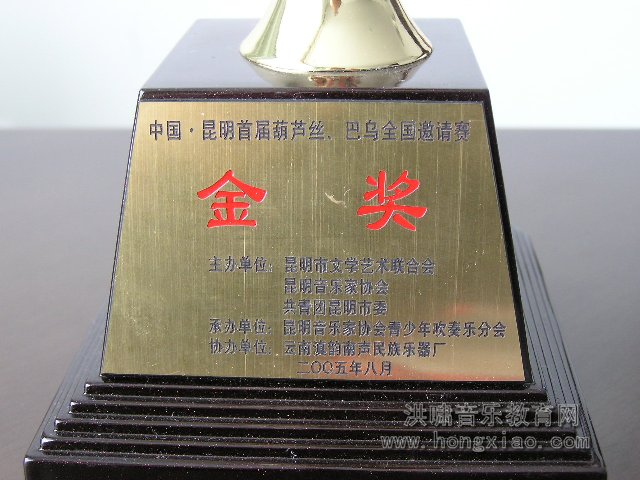 中国·昆明首届葫芦丝、巴乌全国邀请赛
金奖
主办单位：昆明市文学艺术联合会
昆明音乐家协会
共青团昆明市委
承办单位：昆明音乐家协会青少年吹奏乐分会
协办单位：云南滇韵南声民族乐器厂
二〇〇五年八月
洪啸音乐教育网
www.hongxiao.com